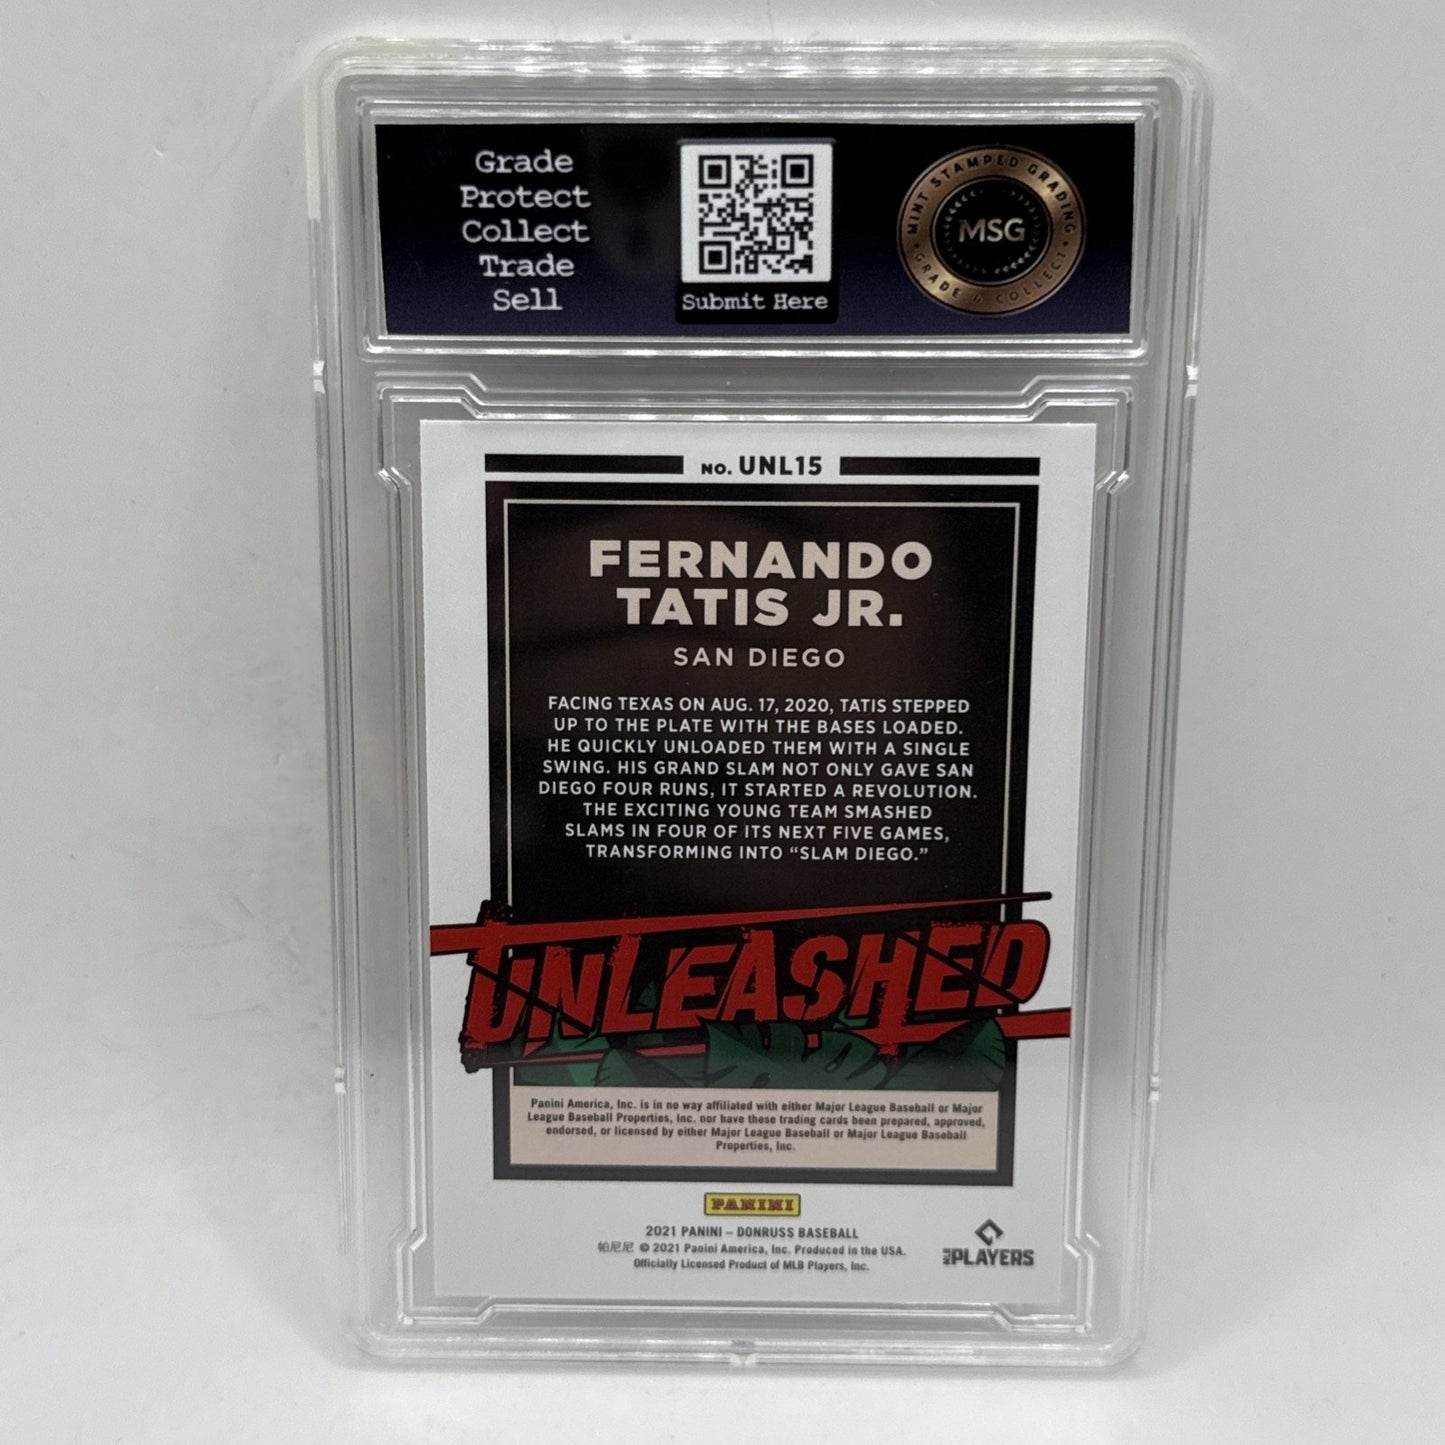 Grade
Protect
Collect
Trade
Sell
Submit Here
MINT STAMPED GRADING
MSG
GRADE & COLLECT
NO. UNL15
FERNANDO
TATIS JR.
SAN DIEGO
FACING TEXAS ON AUG. 17, 2020, TATIS STEPPED
UP TO THE PLATE WITH THE BASES LOADED.
HE QUICKLY UNLOADED THEM WITH A SINGLE
SWING. HIS GRAND SLAM NOT ONLY GAVE SAN
DIEGO FOUR RUNS, IT STARTED A REVOLUTION.
THE EXCITING YOUNG TEAM SMASHED
SLAMS IN FOUR OF ITS NEXT FIVE GAMES,
TRANSFORMING INTO “SLAM DIEGO.”
UNLEASHED
Panini America, Inc. is in no way affiliated with either Major League Baseball or Major
League Baseball Properties, Inc. nor have these trading cards been prepared, approved,
endorsed, or licensed by either Major League Baseball or Major League Baseball
Properties, Inc.
PANINI
2021 PANINI – DONRUSS BASEBALL
帕尼尼 © 2021 Panini America, Inc. Produced in the USA.
Officially Licensed Product of MLB Players, Inc.
MLB PLAYERS